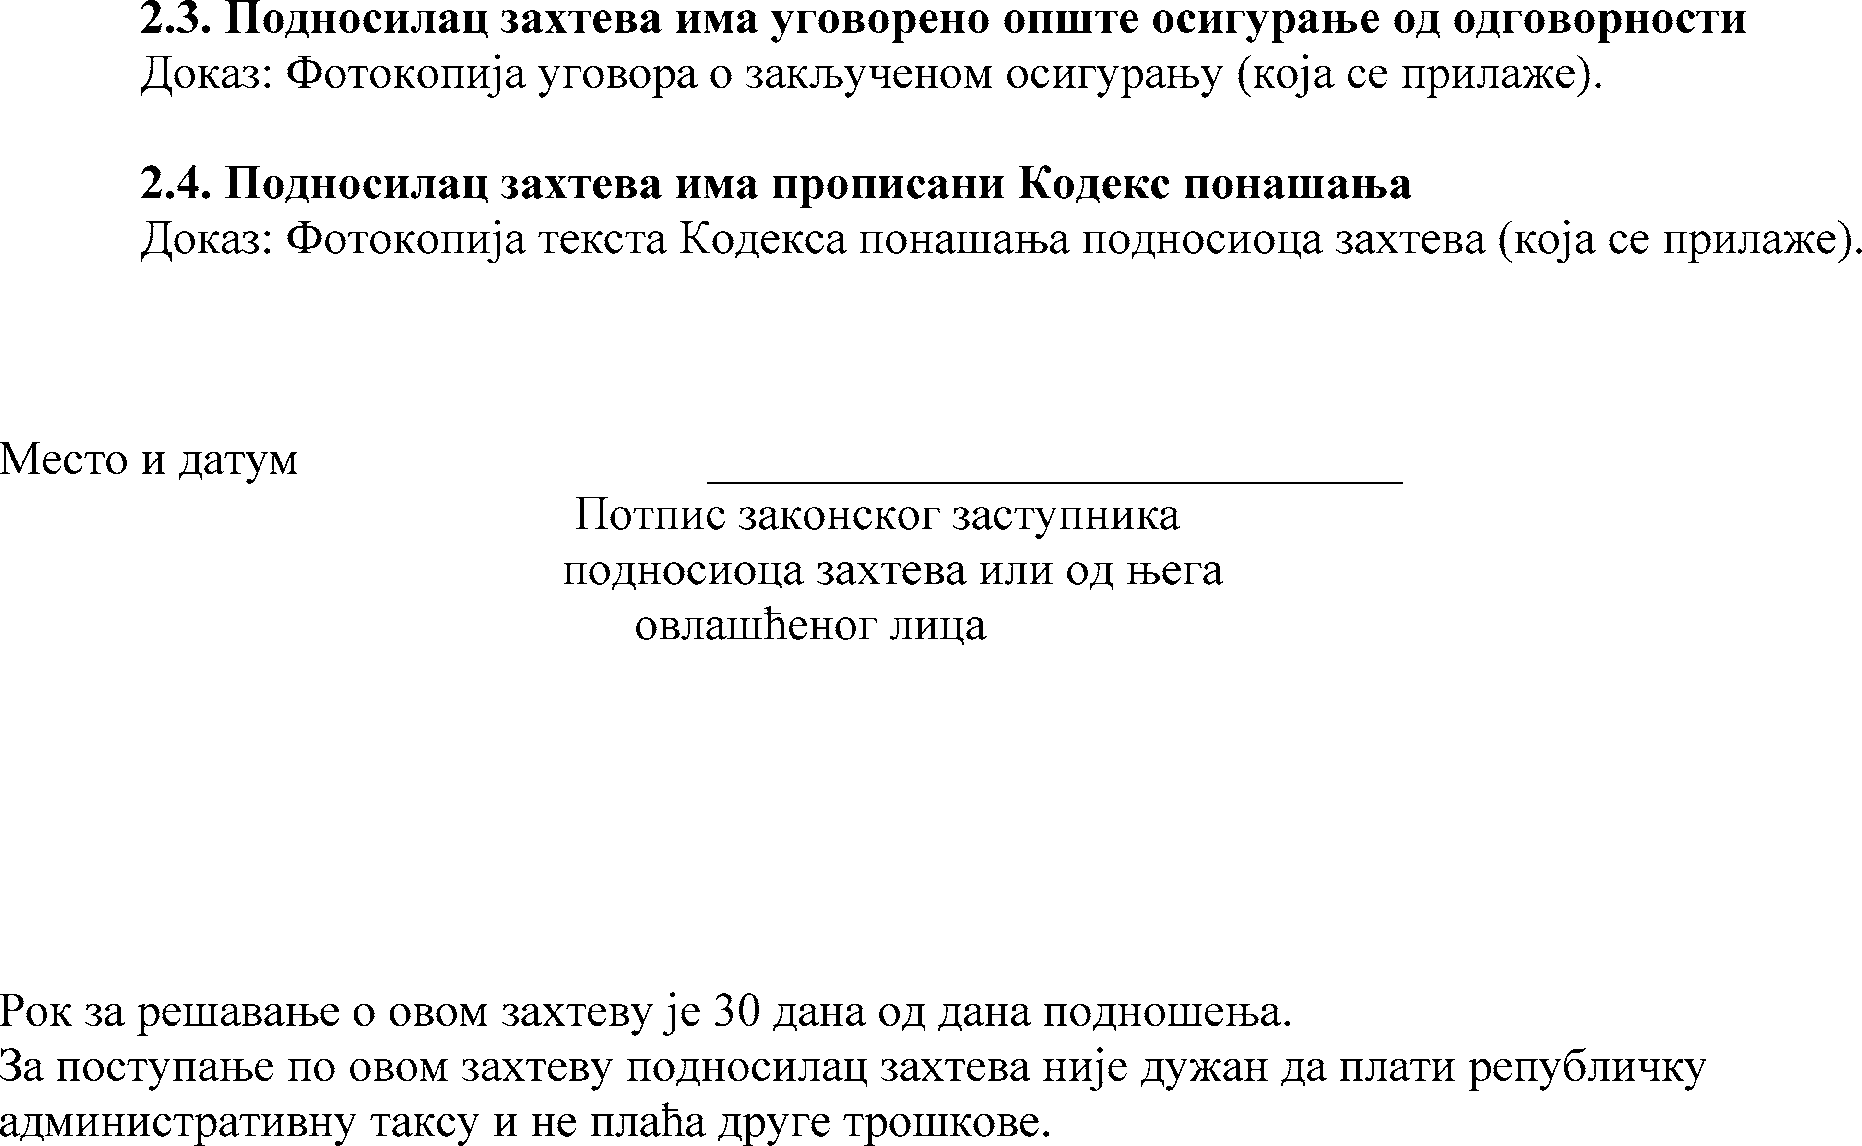 2.3. Подносилац захтева има уговорено опште осигурање од одговорности
Доказ: Фотокопија уговора о закљученом осигурању (која се прилаже).
2.4. Подносилац захтева има прописани Кодекс понашања
Доказ: Фотокопија текста Кодекса понашања подносиоца захтева (која се прилаже).
Место и датум
Потпис законског заступника
подносиоца захтева или од њега
овлашћеног лица
Рок за решавање о овом захтеву је 30 дана од дана подношења.
За поступање по овом захтеву подносилац захтева није дужан да плати републичку
административну таксу и не плаћа друге трошкове.